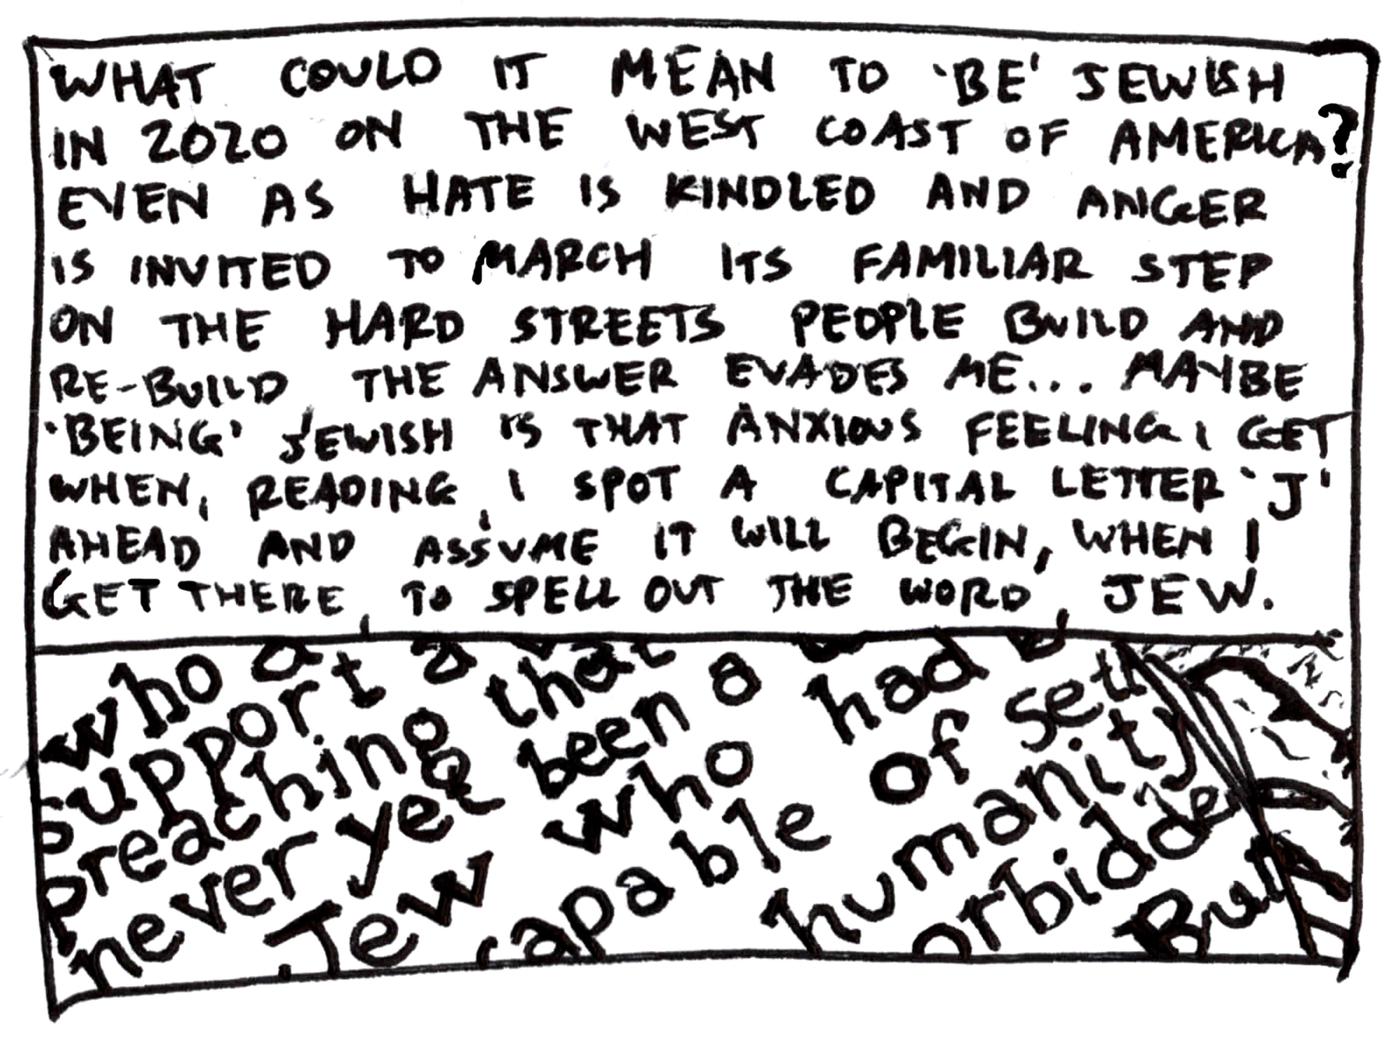 WHAT COULD IT MEAN TO 'BE' JEWISH
IN 2020 ON THE WEST COAST OF AMERICA?
EVEN AS HATE IS KINDLED AND ANGER
IS INVITED TO MARCH ITS FAMILIAR STEP
ON THE HARD STREETS PEOPLE BUILD AND
RE-BUILD THE ANSWER EVADES ME... MAYBE
'BEING' JEWISH IS THAT ANXIOUS FEELING I GET
WHEN, READING, I SPOT A CAPITAL LETTER 'J'
AHEAD AND ASSUME IT WILL BEGIN, WHEN I
GET THERE, TO SPELL OUT THE WORD, JEW.
who a
support a
preaching that
never yet been a had
Jew who of seth
capable humanity
orbidde
But